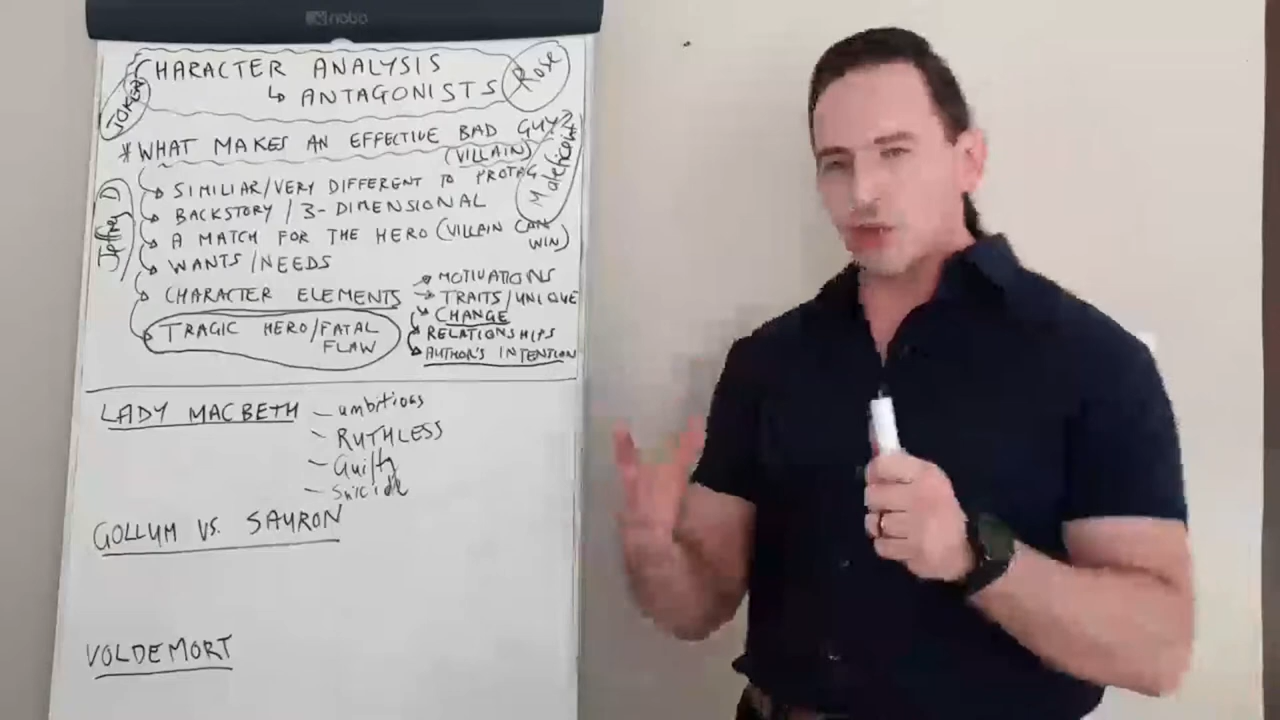 nobo
CHARACTER ANALYSIS
↳ ANTAGONISTS
Rose
JOKER
* WHAT MAKES AN EFFECTIVE BAD GUY?
(VILLAIN)
Maleficent
SIMILIAR/VERY DIFFERENT TO PROTAG
BACKSTORY / 3-DIMENSIONAL
A MATCH FOR THE HERO (VILLAIN CAN WIN)
WANTS/NEEDS
CHARACTER ELEMENTS
MOTIVATIONS
TRAITS/UNIQUE
CHANGE
RELATIONSHIPS
AUTHOR'S INTENTION
TRAGIC HERO/FATAL
FLAW
LADY MACBETH – ambitious
– RUTHLESS
– Guilty
– Suicide
GOLLUM VS. SAURON
VOLDEMORT